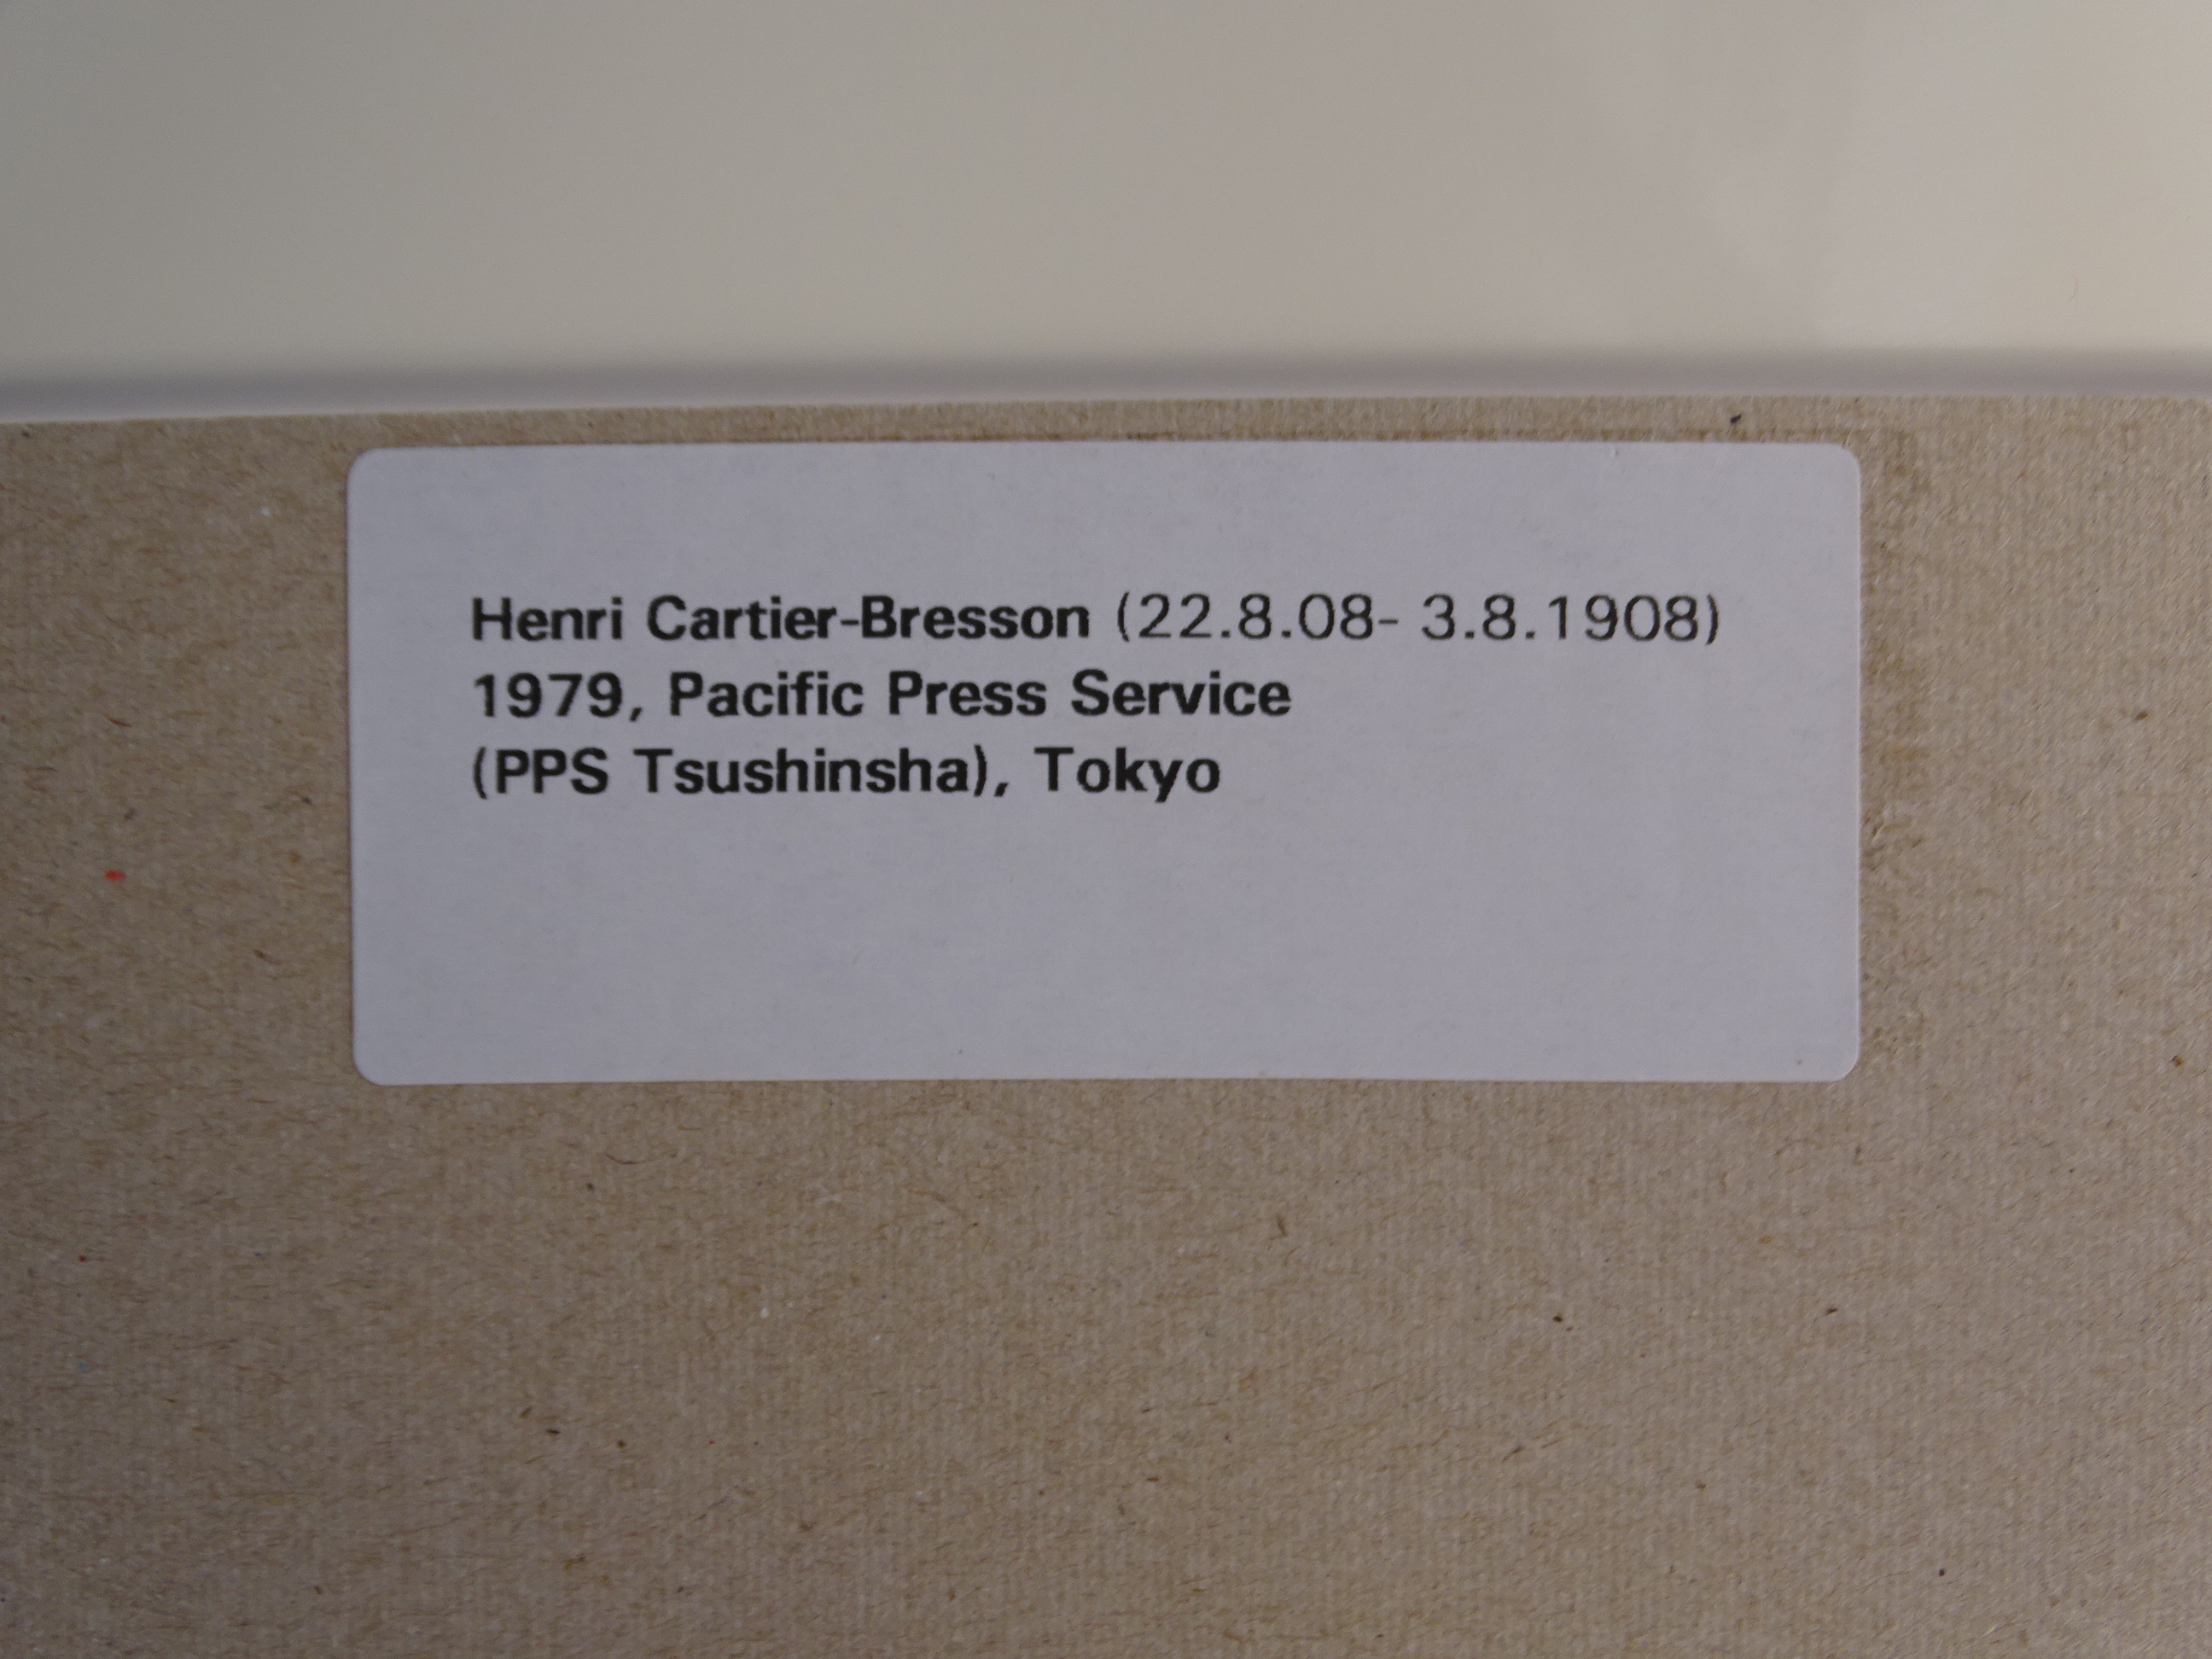 Henri Cartier-Bresson (22.8.08- 3.8.1908)
1979, Pacific Press Service
(PPS Tsushinsha), Tokyo